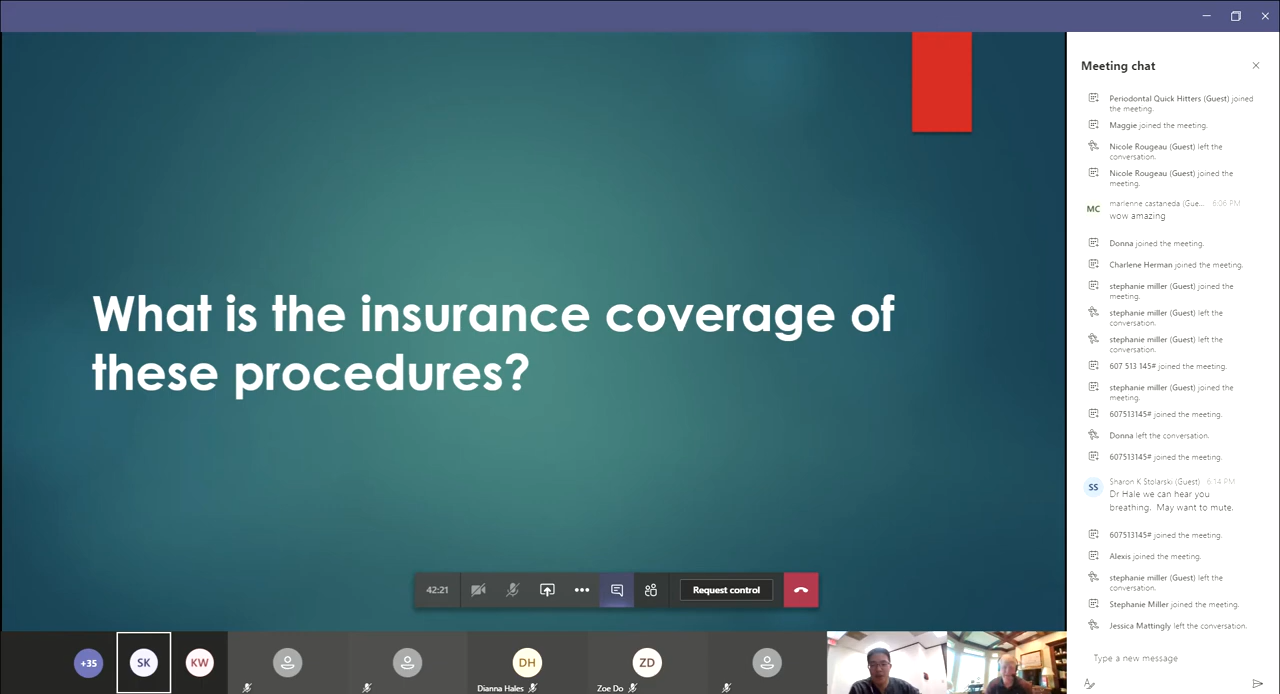 Meeting chat
Periodontal Quick Hitters (Guest) joined
the meeting.
Maggie joined the meeting.
Nicole Rougeau (Guest) left the
conversation.
Nicole Rougeau (Guest) joined the
meeting.
MC
marlenne castaneda (Gue... 6:06 PM
wow amazing
Donna joined the meeting.
Charlene Herman joined the meeting.
stephanie miller (Guest) joined the
meeting.
stephanie miller (Guest) left the
conversation.
stephanie miller (Guest) left the
conversation.
607 513 145# joined the meeting.
stephanie miller (Guest) joined the
meeting.
607513145# joined the meeting.
Donna left the conversation.
607513145# joined the meeting.
SS
Sharon K Stolarski (Guest) 6:14 PM
Dr Hale we can hear you
breathing. May want to mute.
607513145# joined the meeting.
Alexis joined the meeting.
stephanie miller (Guest) left the
conversation.
Stephanie Miller joined the meeting.
Jessica Mattingly left the conversation.
Type a new message
What is the insurance coverage of
these procedures?
42:21
Request control
+35
SK
KW
DH
Dianna Hales
ZD
Zoe Do